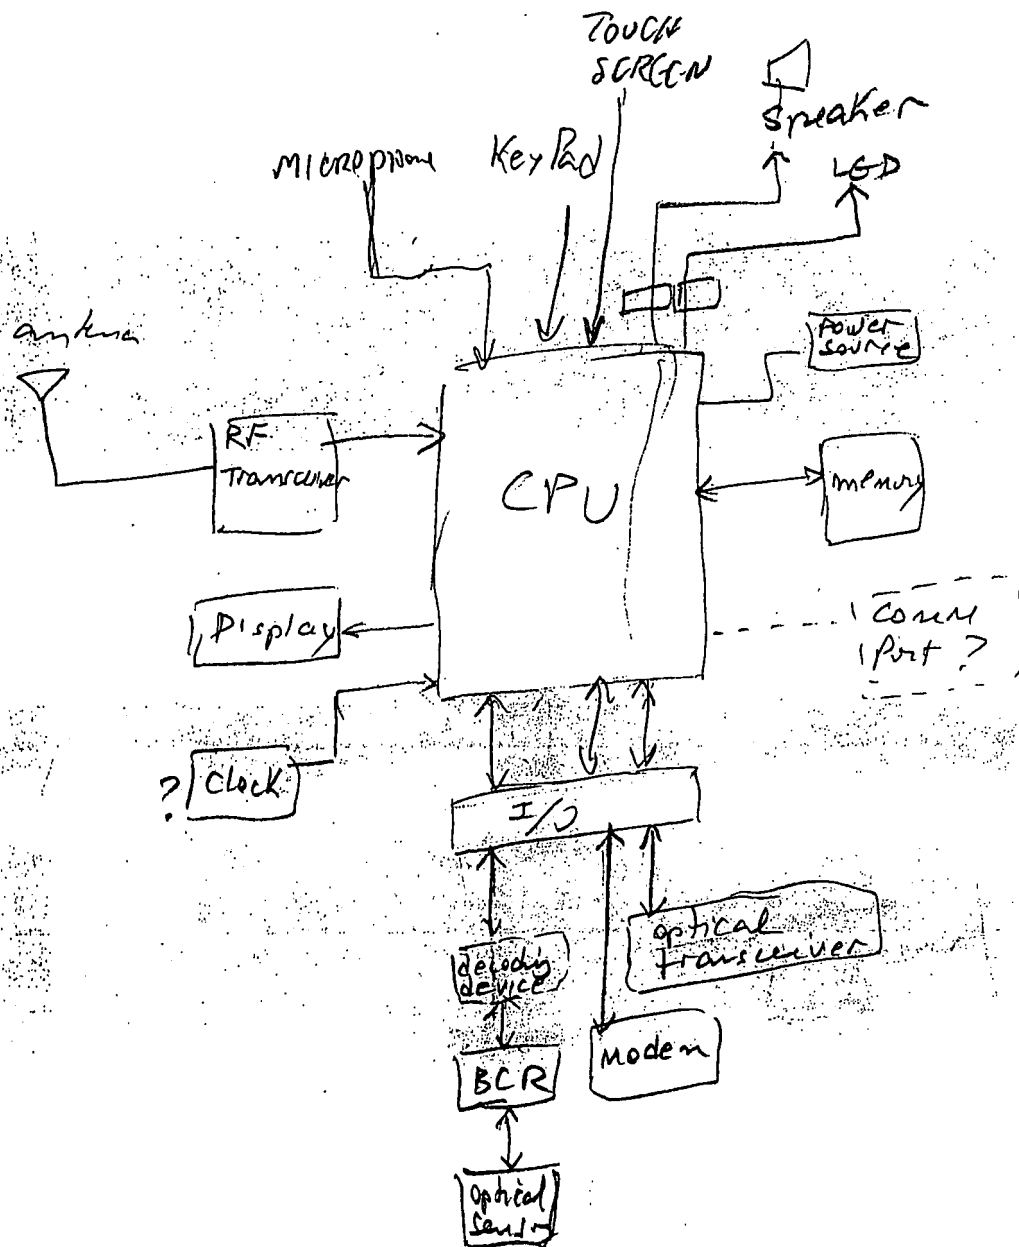 TOUCH
SCREEN
Speaker
KeyPad
MICROPHONE
LED
antena
Power
Source
RF
Transceiver
CPU
memory
Display
Comm
Port ?
? Clock
I/O
optical
transceiver
decoding
device
Modem
BCR
Optical
Sensor